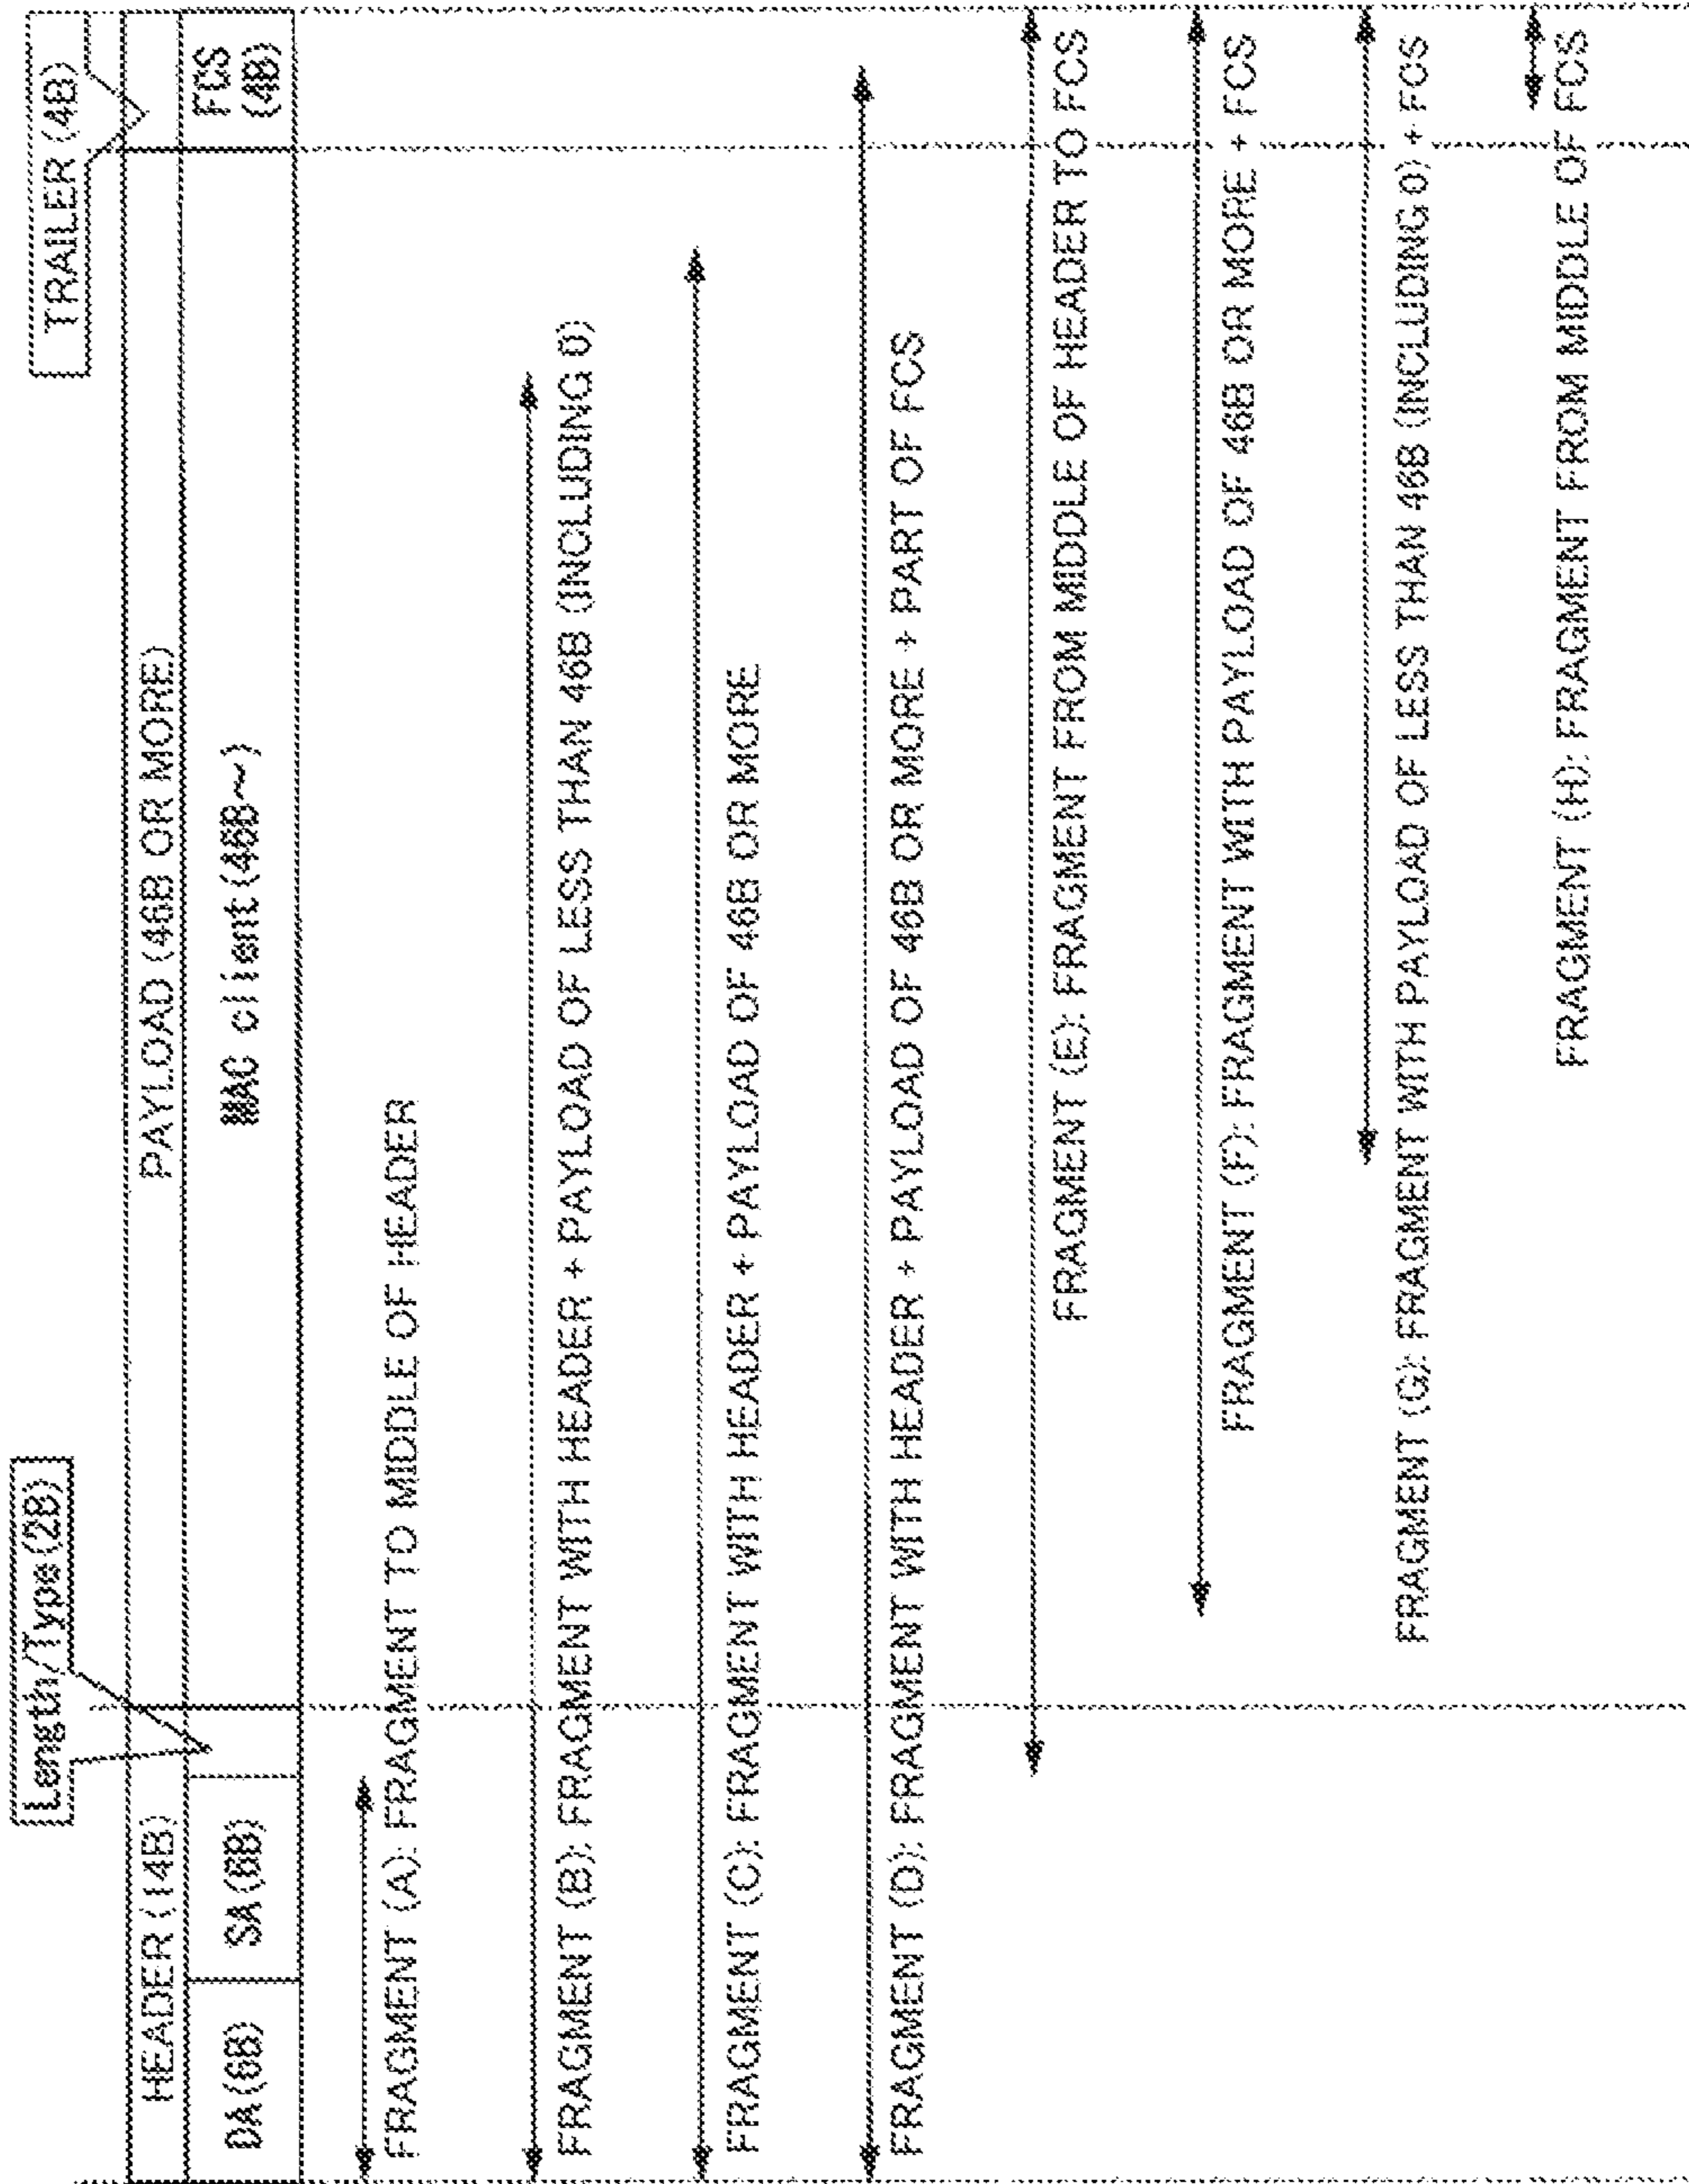 Length/Type(2B)
TRAILER (4B)
HEADER (14B)
PAYLOAD (46B OR MORE)
DA(6B)
SA(6B)
MAC client(46B～)
FCS
(4B)
FRAGMENT (A): FRAGMENT TO MIDDLE OF HEADER
FRAGMENT (B): FRAGMENT WITH HEADER + PAYLOAD OF LESS THAN 46B (INCLUDING 0)
FRAGMENT (C): FRAGMENT WITH HEADER + PAYLOAD OF 46B OR MORE
FRAGMENT (D): FRAGMENT WITH HEADER + PAYLOAD OF 46B OR MORE + PART OF FCS
FRAGMENT (E): FRAGMENT FROM MIDDLE OF HEADER TO FCS
FRAGMENT (F): FRAGMENT WITH PAYLOAD OF 46B OR MORE + FCS
FRAGMENT (G): FRAGMENT WITH PAYLOAD OF LESS THAN 46B (INCLUDING 0) + FCS
FRAGMENT (H): FRAGMENT FROM MIDDLE OF FCS